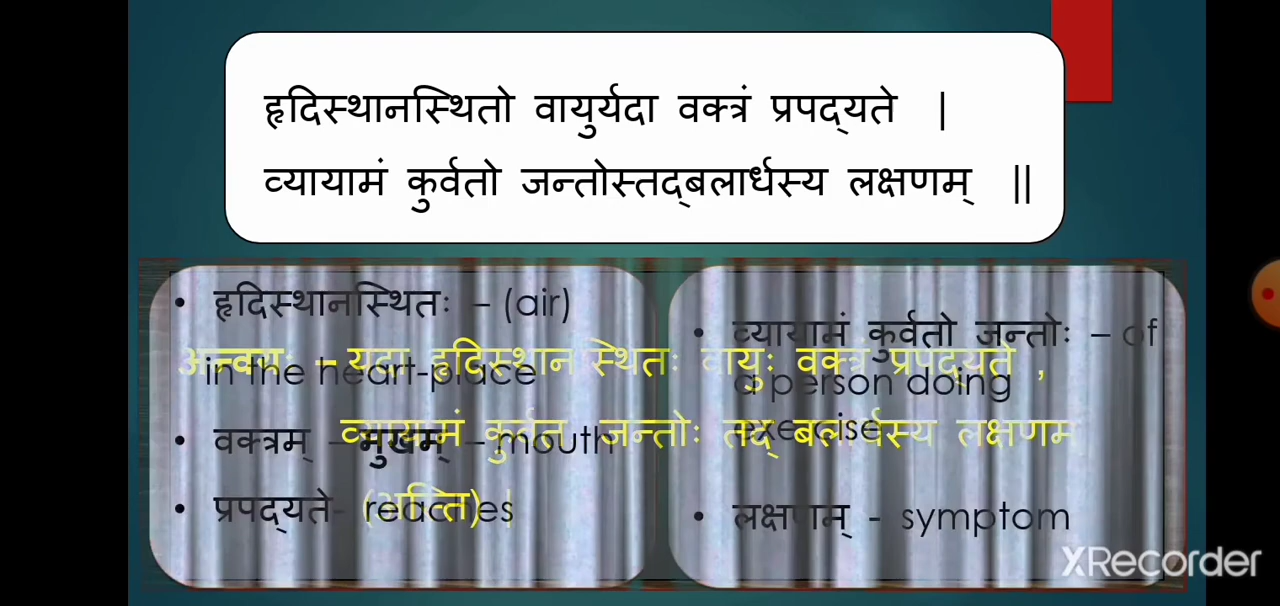 हृदिस्थानस्थितो वायुर्यदा वक्त्रं प्रपद्यते |
व्यायामं कुर्वतो जन्तोस्तद्बलार्धस्य लक्षणम् ||
• हृदिस्थानस्थितः – (air)
in the heart-place
• वक्त्रम् – मुखम् – mouth
• प्रपद्यते- reaches
• व्यायामं कुर्वतो जन्तोः – of
a person doing
exercise
• लक्षणम् - symptom
अन्वयः – यदा हृदिस्थान स्थितः वायुः वक्त्रं प्रपद्यते ,
व्यायामं कुर्वतः जन्तोः तद् बलार्धस्य लक्षणम्
(अस्ति) |
XRecorder